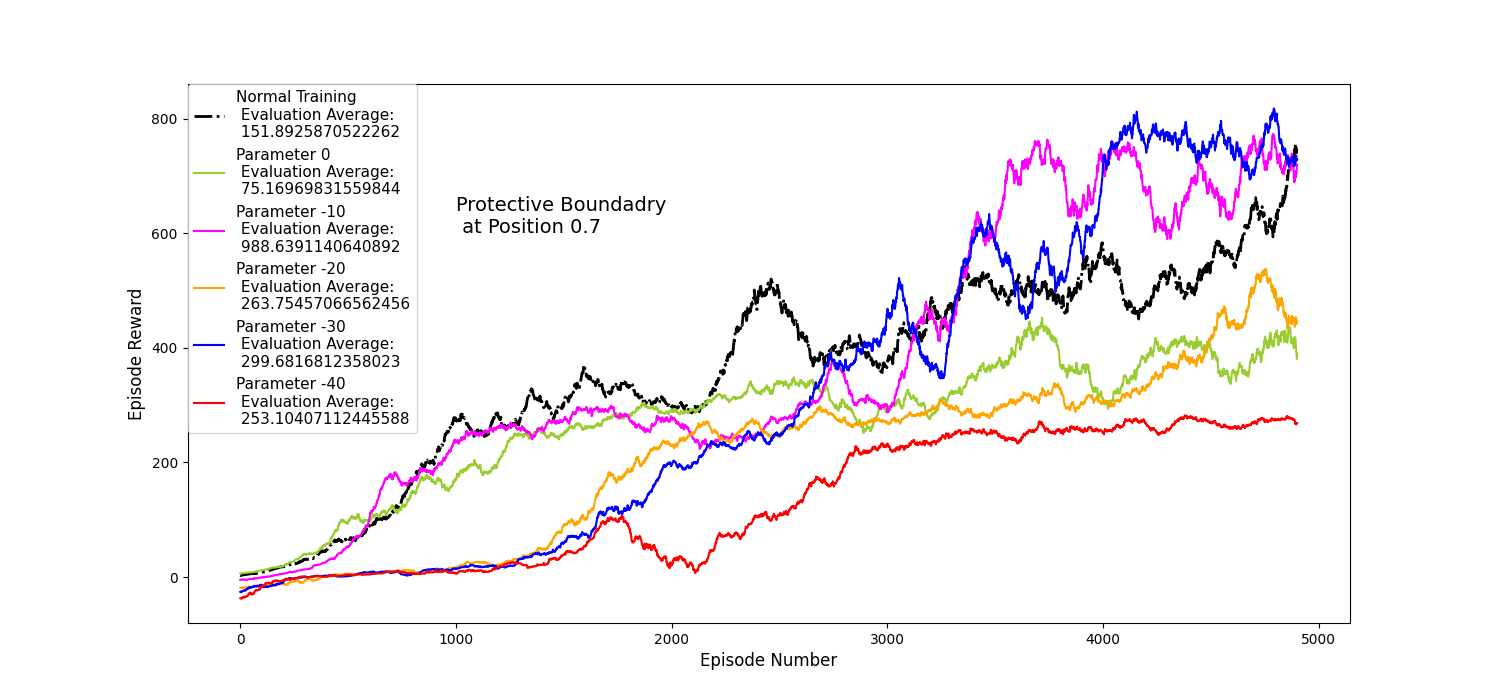 Normal Training
Evaluation Average:
151.8925870522262
Parameter 0
Evaluation Average:
75.16969831559844
Parameter -10
Evaluation Average:
988.6391140640892
Parameter -20
Evaluation Average:
263.75457066562456
Parameter -30
Evaluation Average:
299.6816812358023
Parameter -40
Evaluation Average:
253.10407112445588
Protective Boundadry
at Position 0.7
Episode Reward
800
600
400
200
0
0 1000 2000 3000 4000 5000
Episode Number